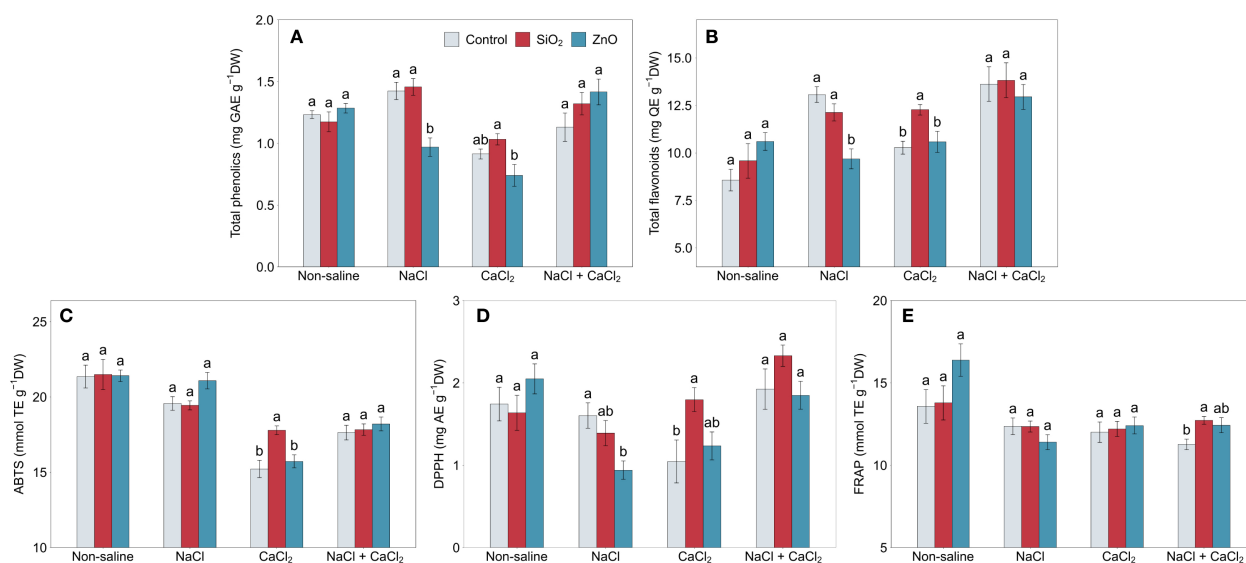 A
Control SiO₂ ZnO
Total phenolics (mg GAE g⁻¹DW)
2.0
1.5
1.0
0.5
0.0
a a a
a a b
ab a b
a a a
Non-saline NaCl CaCl₂ NaCl + CaCl₂
B
Total flavonoids (mg QE g⁻¹DW)
15.0
12.5
10.0
7.5
5.0
a a a
a a b
b a b
a a a
Non-saline NaCl CaCl₂ NaCl + CaCl₂
C
ABTS (mmol TE g⁻¹DW)
25
20
15
10
a a a
a a a
b a b
a a a
Non-saline NaCl CaCl₂ NaCl + CaCl₂
D
DPPH (mg AE g⁻¹DW)
3
2
1
0
a a a
a ab b
b a ab
a a a
Non-saline NaCl CaCl₂ NaCl + CaCl₂
E
FRAP (mmol TE g⁻¹DW)
20
15
10
5
a a a
a a a
a a a
b a ab
Non-saline NaCl CaCl₂ NaCl + CaCl₂